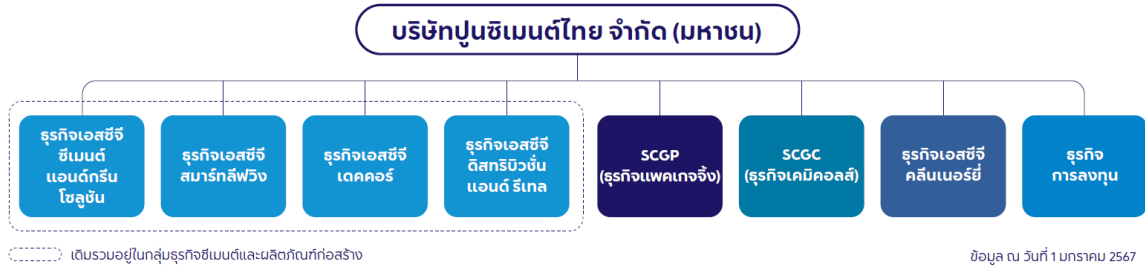 บริษัทปูนซิเมนต์ไทย จำกัด (มหาชน)
ธุรกิจเอสซีจี
ซีเมนต์
แอนด์กรีน
โซลูชัน
ธุรกิจเอสซีจี
สมาร์ทลีฟวิง
ธุรกิจเอสซีจี
เดคคอร์
ธุรกิจเอสซีจี
ดิสทริบิวชั่น
แอนด์ รีเทล
SCGP
(ธุรกิจแพคเกจจิ้ง)
SCGC
(ธุรกิจเคมิคอลส์)
ธุรกิจเอสซีจี
คลีนเนอร์ยี่
ธุรกิจ
การลงทุน
เดิมรวมอยู่ในกลุ่มธุรกิจซีเมนต์และผลิตภัณฑ์ก่อสร้าง
ข้อมูล ณ วันที่ 1 มกราคม 2567